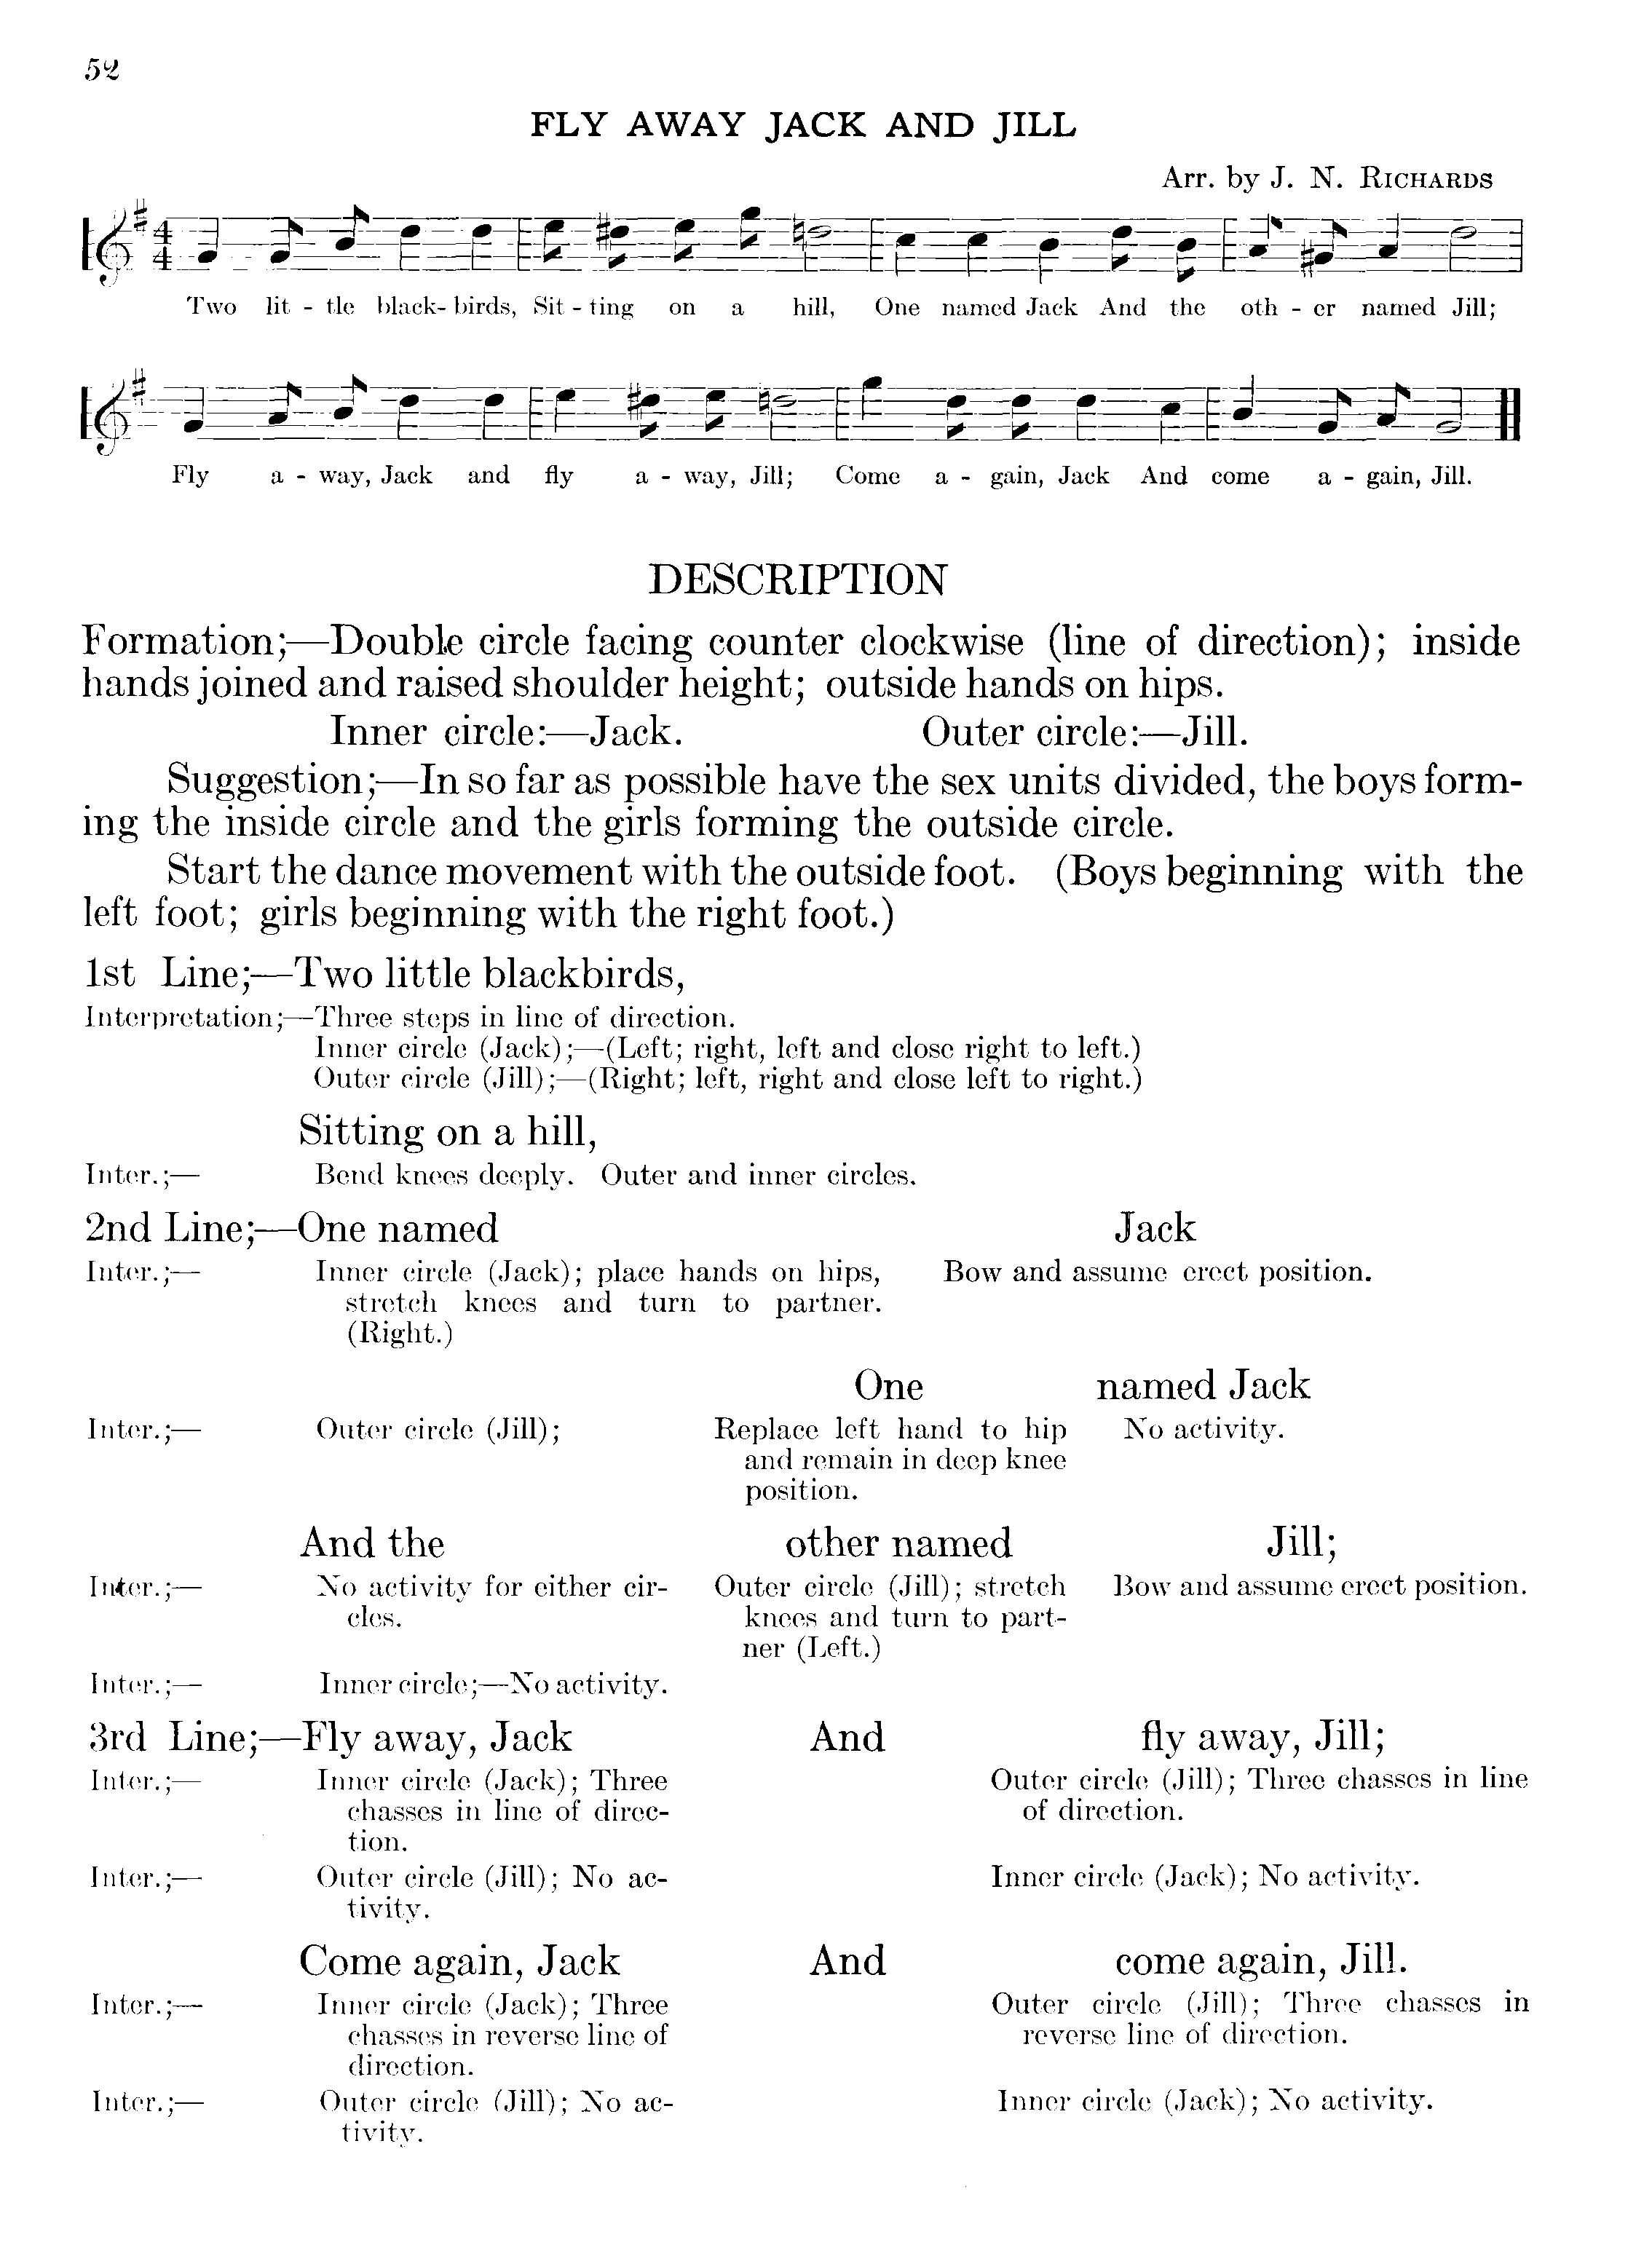 52
FLY AWAY JACK AND JILL
Arr. by J. N. RICHARDS
Two lit - tle black - birds, Sit - ting on a hill, One named Jack And the oth - er named Jill;
Fly a - way, Jack and fly a - way, Jill; Come a - gain, Jack And come a - gain, Jill.
DESCRIPTION
Formation;—Double circle facing counter clockwise (line of direction); inside
hands joined and raised shoulder height; outside hands on hips.
Inner circle:—Jack. Outer circle:—Jill.
Suggestion;—In so far as possible have the sex units divided, the boys form-
ing the inside circle and the girls forming the outside circle.
Start the dance movement with the outside foot. (Boys beginning with the
left foot; girls beginning with the right foot.)
1st Line;—Two little blackbirds,
Interpretation;—Three steps in line of direction.
Inner circle (Jack);—(Left; right, left and close right to left.)
Outer circle (Jill);—(Right; left, right and close left to right.)
Sitting on a hill,
Inter.;— Bend knees deeply. Outer and inner circles.
2nd Line;—One named Jack
Inter.;— Inner circle (Jack); place hands on hips, Bow and assume erect position.
stretch knees and turn to partner.
(Right.)
One named Jack
Inter.;— Outer circle (Jill); Replace left hand to hip No activity.
and remain in deep knee
position.
And the other named Jill;
Inter.;— No activity for either cir- Outer circle (Jill); stretch Bow and assume erect position.
cles. knees and turn to part-
ner (Left.)
Inter.;— Inner circle;—No activity.
3rd Line;—Fly away, Jack And fly away, Jill;
Inter.;— Inner circle (Jack); Three Outer circle (Jill); Three chasses in line
chasses in line of direc- of direction.
tion.
Inter.;— Outer circle (Jill); No ac- Inner circle (Jack); No activity.
tivity.
Come again, Jack And come again, Jill.
Inter.;— Inner circle (Jack); Three Outer circle (Jill); Three chasses in
chasses in reverse line of reverse line of direction.
direction.
Inter.;— Outer circle (Jill); No ac- Inner circle (Jack); No activity.
tivity.